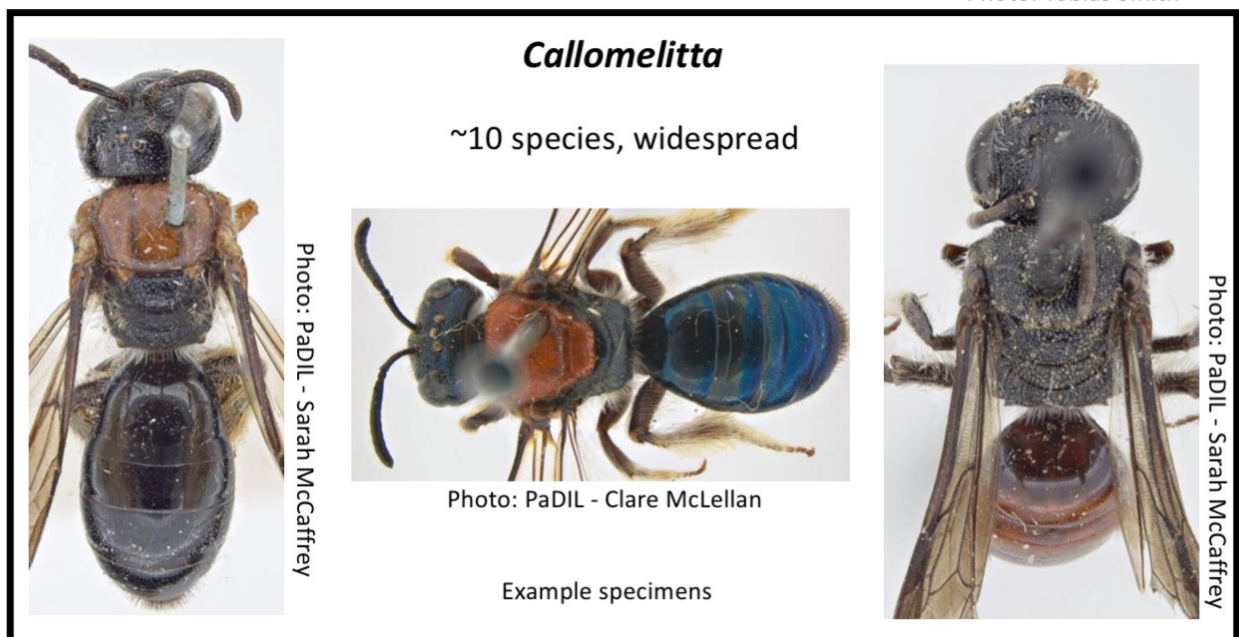 Callomelitta
~10 species, widespread
Photo: PaDIL - Sarah McCaffrey
Photo: PaDIL - Clare McLellan
Photo: PaDIL - Sarah McCaffrey
Example specimens